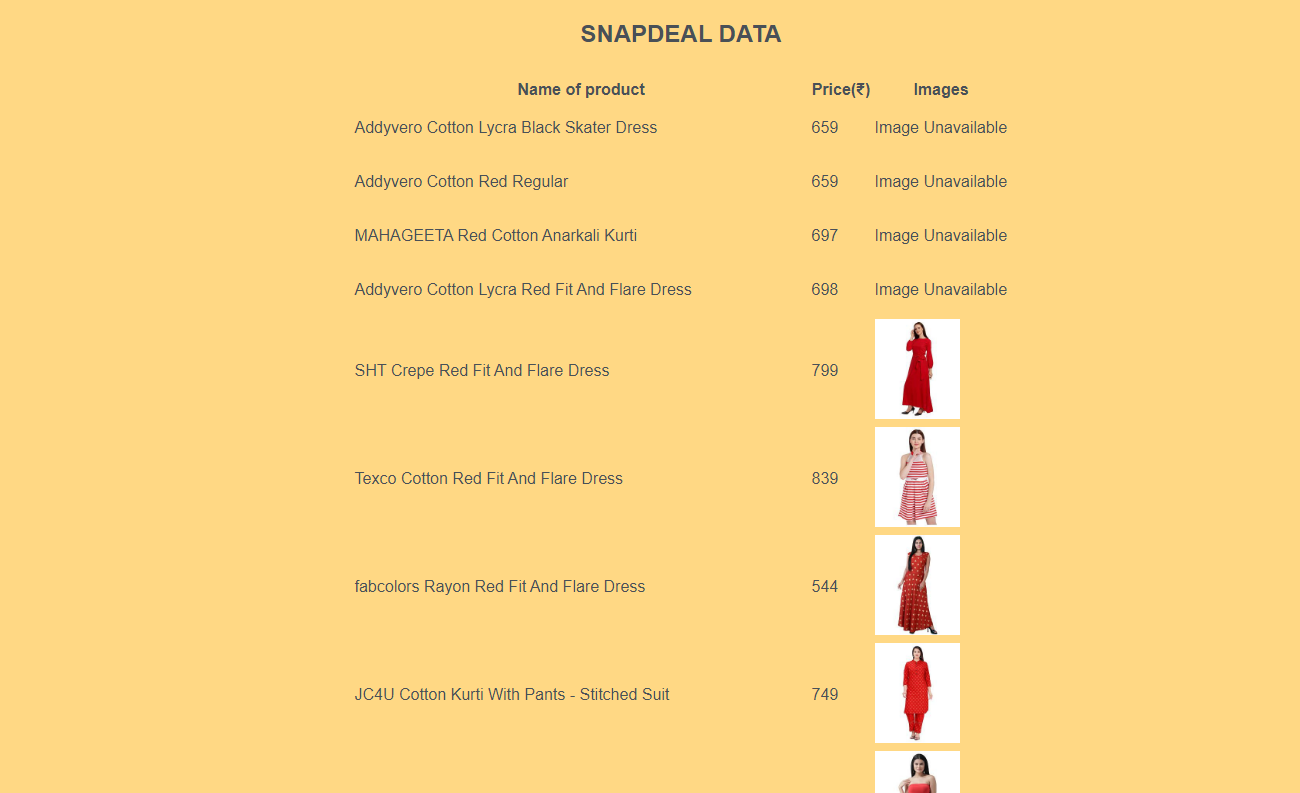 SNAPDEAL DATA
Name of product Price(₹) Images
Addyvero Cotton Lycra Black Skater Dress 659 Image Unavailable
Addyvero Cotton Red Regular 659 Image Unavailable
MAHAGEETA Red Cotton Anarkali Kurti 697 Image Unavailable
Addyvero Cotton Lycra Red Fit And Flare Dress 698 Image Unavailable
SHT Crepe Red Fit And Flare Dress 799
Texco Cotton Red Fit And Flare Dress 839
fabcolors Rayon Red Fit And Flare Dress 544
JC4U Cotton Kurti With Pants - Stitched Suit 749